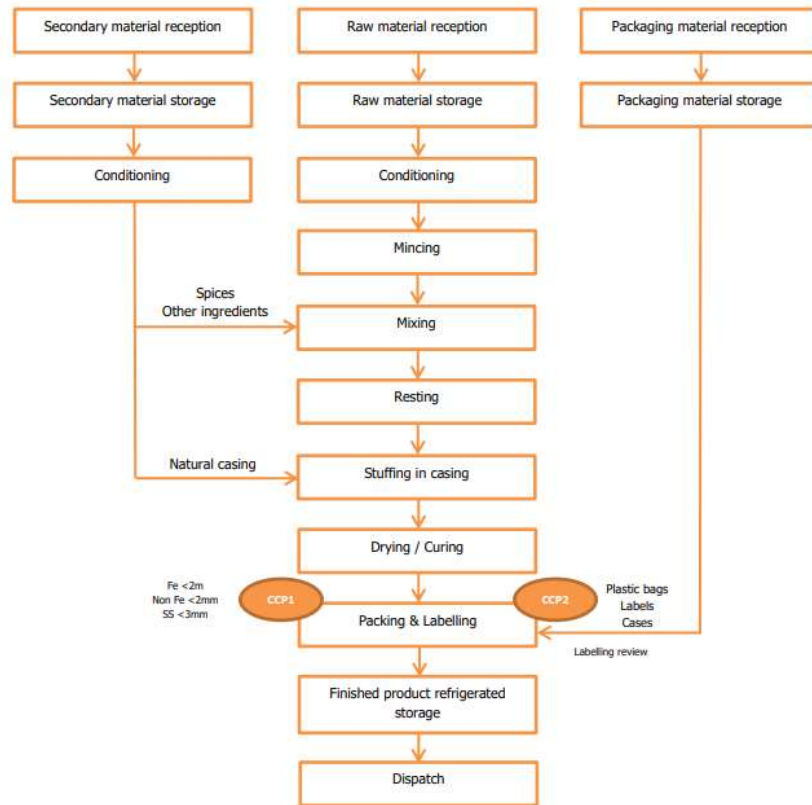 Secondary material reception
Raw material reception
Packaging material reception
Secondary material storage
Raw material storage
Packaging material storage
Conditioning
Conditioning
Mincing
Spices
Other ingredients
Mixing
Resting
Natural casing
Stuffing in casing
Drying / Curing
Fe <2m
Non Fe <2mm
SS <3mm
CCP1
CCP2
Plastic bags
Labels
Cases
Packing & Labelling
Labelling review
Finished product refrigerated
storage
Dispatch